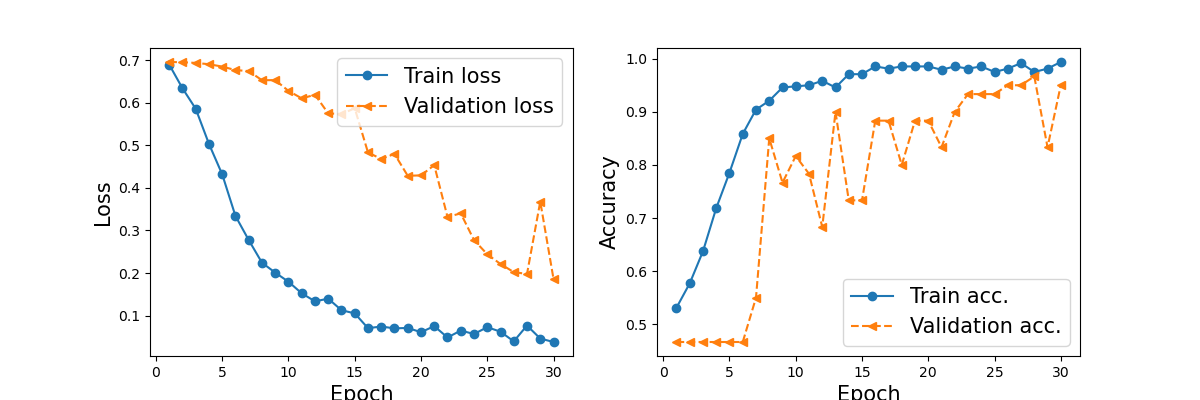 0.7
0.6
0.5
0.4
0.3
0.2
0.1
Loss
0 5 10 15 20 25 30
Epoch
Train loss
Validation loss
1.0
0.9
0.8
0.7
0.6
0.5
Accuracy
0 5 10 15 20 25 30
Epoch
Train acc.
Validation acc.